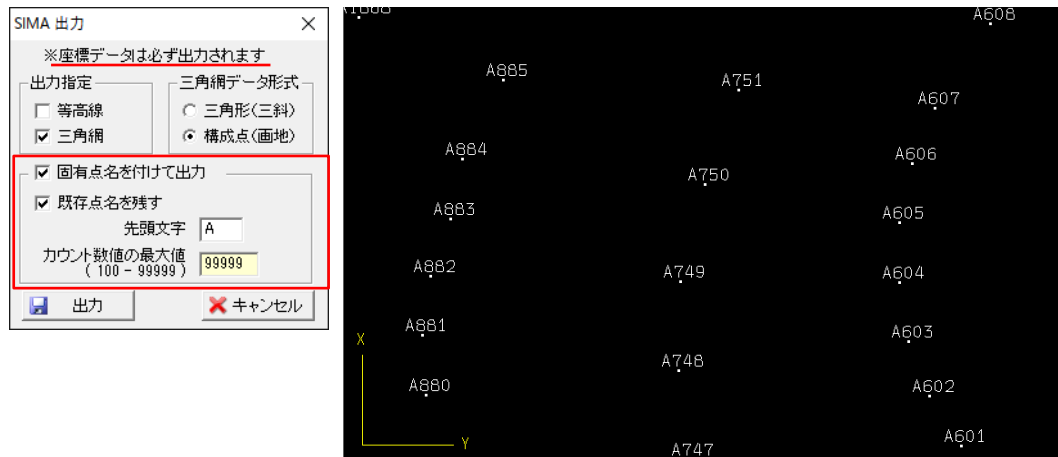 SIMA 出力
※座標データは必ず出力されます
出力指定
等高線
三角網
三角網データ形式
三角形(三斜)
構成点(画地)
固有点名を付けて出力
既存点名を残す
先頭文字 A
カウント数値の最大値
( 100 - 99999 ) 99999
出力 キャンセル
A608
A885
A751
A607
A884
A606
A750
A883
A605
A882
A749
A604
A881
A603
X
A748
A880
A602
A601
Y
A747